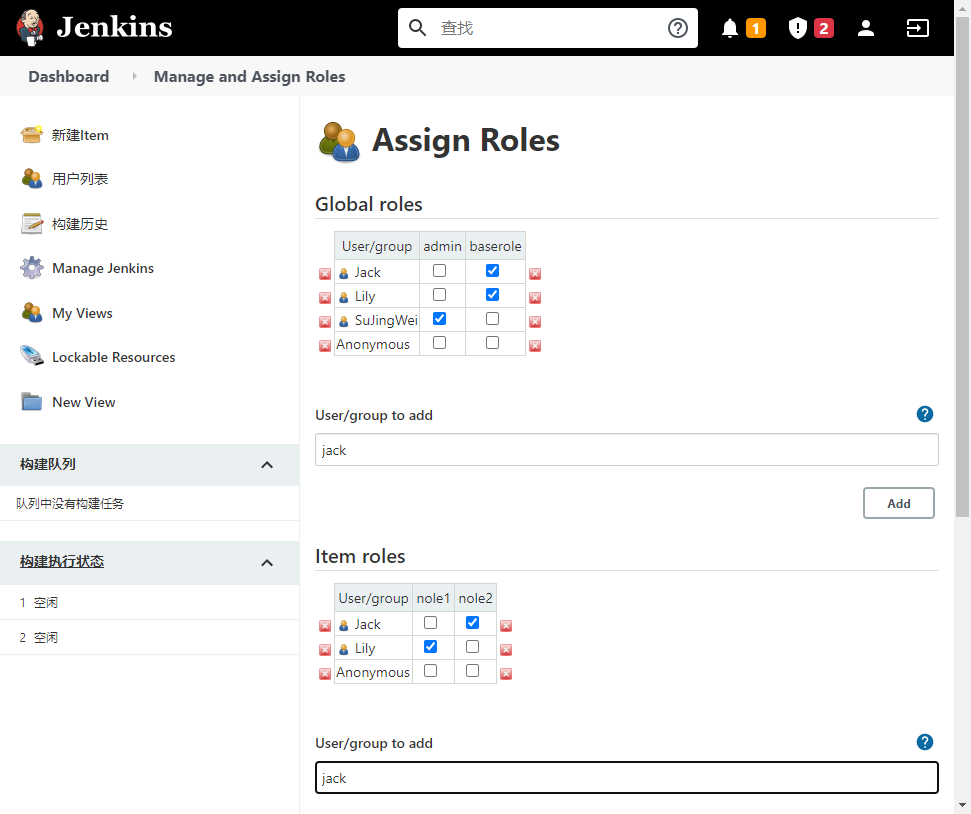 Jenkins
查找
1
2
Dashboard
Manage and Assign Roles
新建Item
用户列表
构建历史
Manage Jenkins
My Views
Lockable Resources
New View
构建队列
队列中没有构建任务
构建执行状态
1 空闲
2 空闲
Assign Roles
Global roles
User/group admin baserole
Jack
Lily
SuJingWei
Anonymous
User/group to add
jack
Add
Item roles
User/group nole1 nole2
Jack
Lily
Anonymous
User/group to add
jack